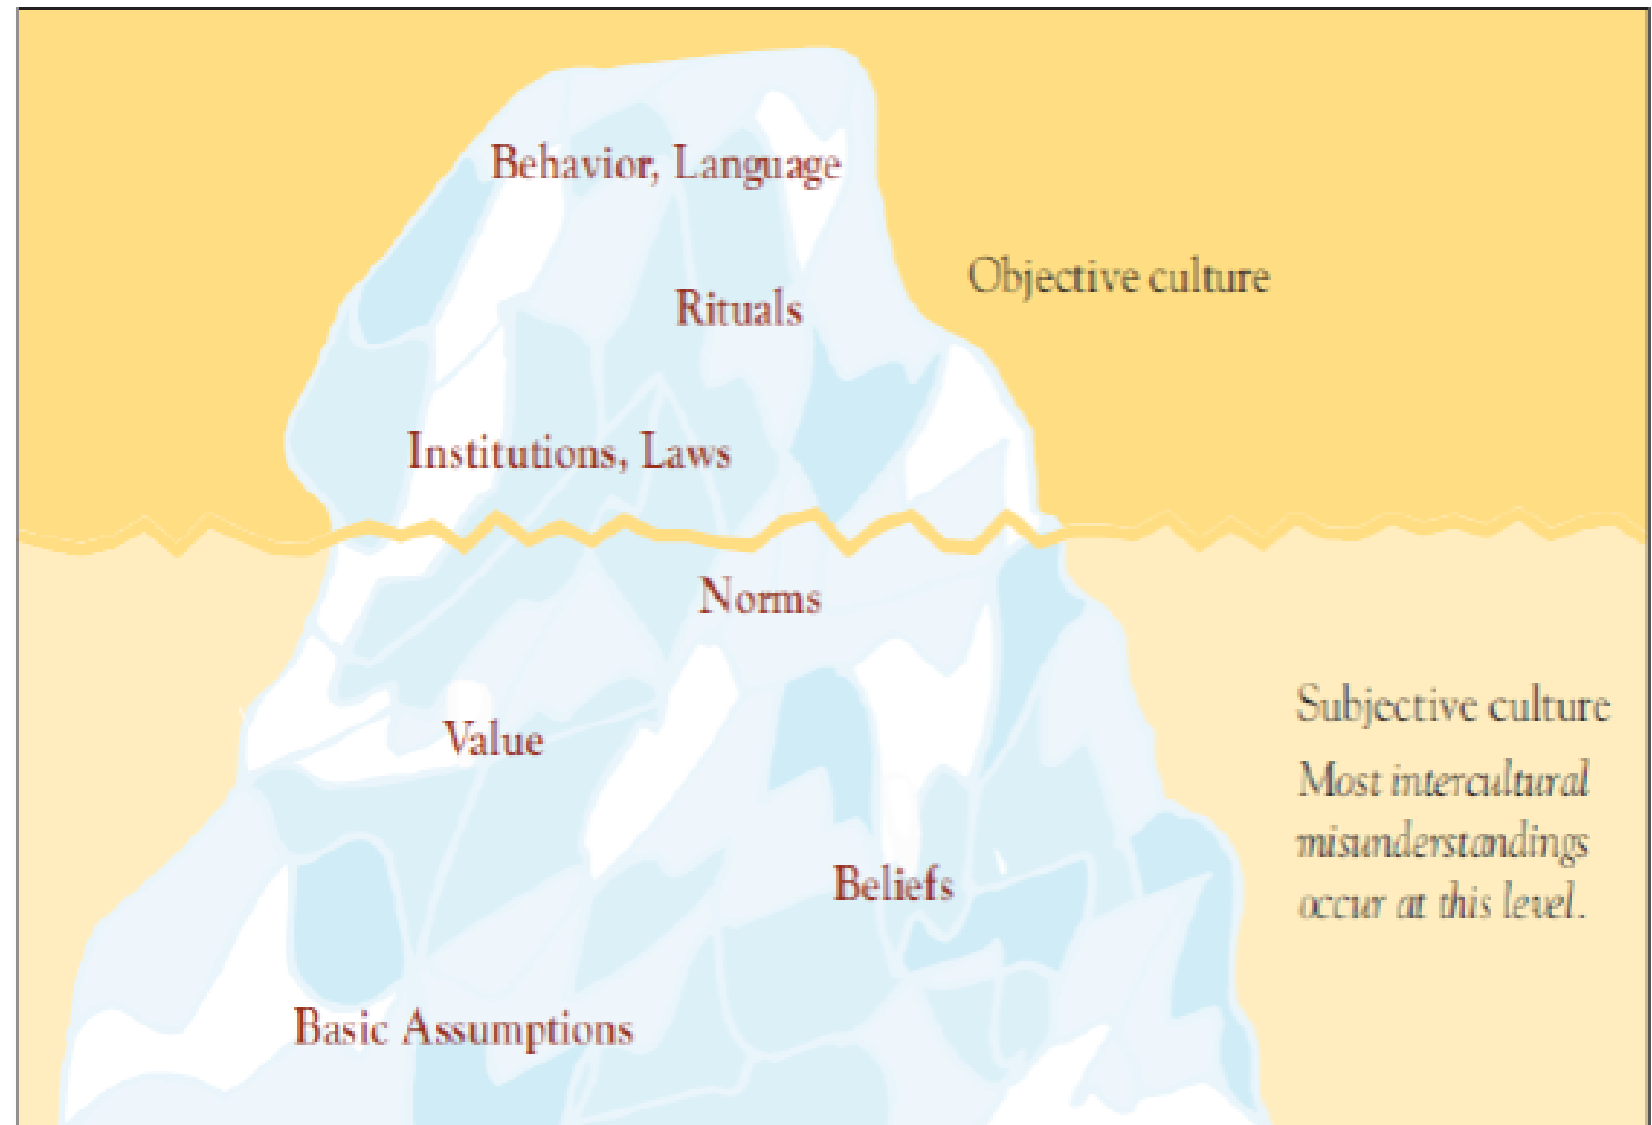 Behavior, Language
Objective culture
Rituals
Institutions, Laws
Norms
Subjective culture
Value
Most intercultural
misunderstandings
Beliefs
occur at this level.
Basic Assumptions